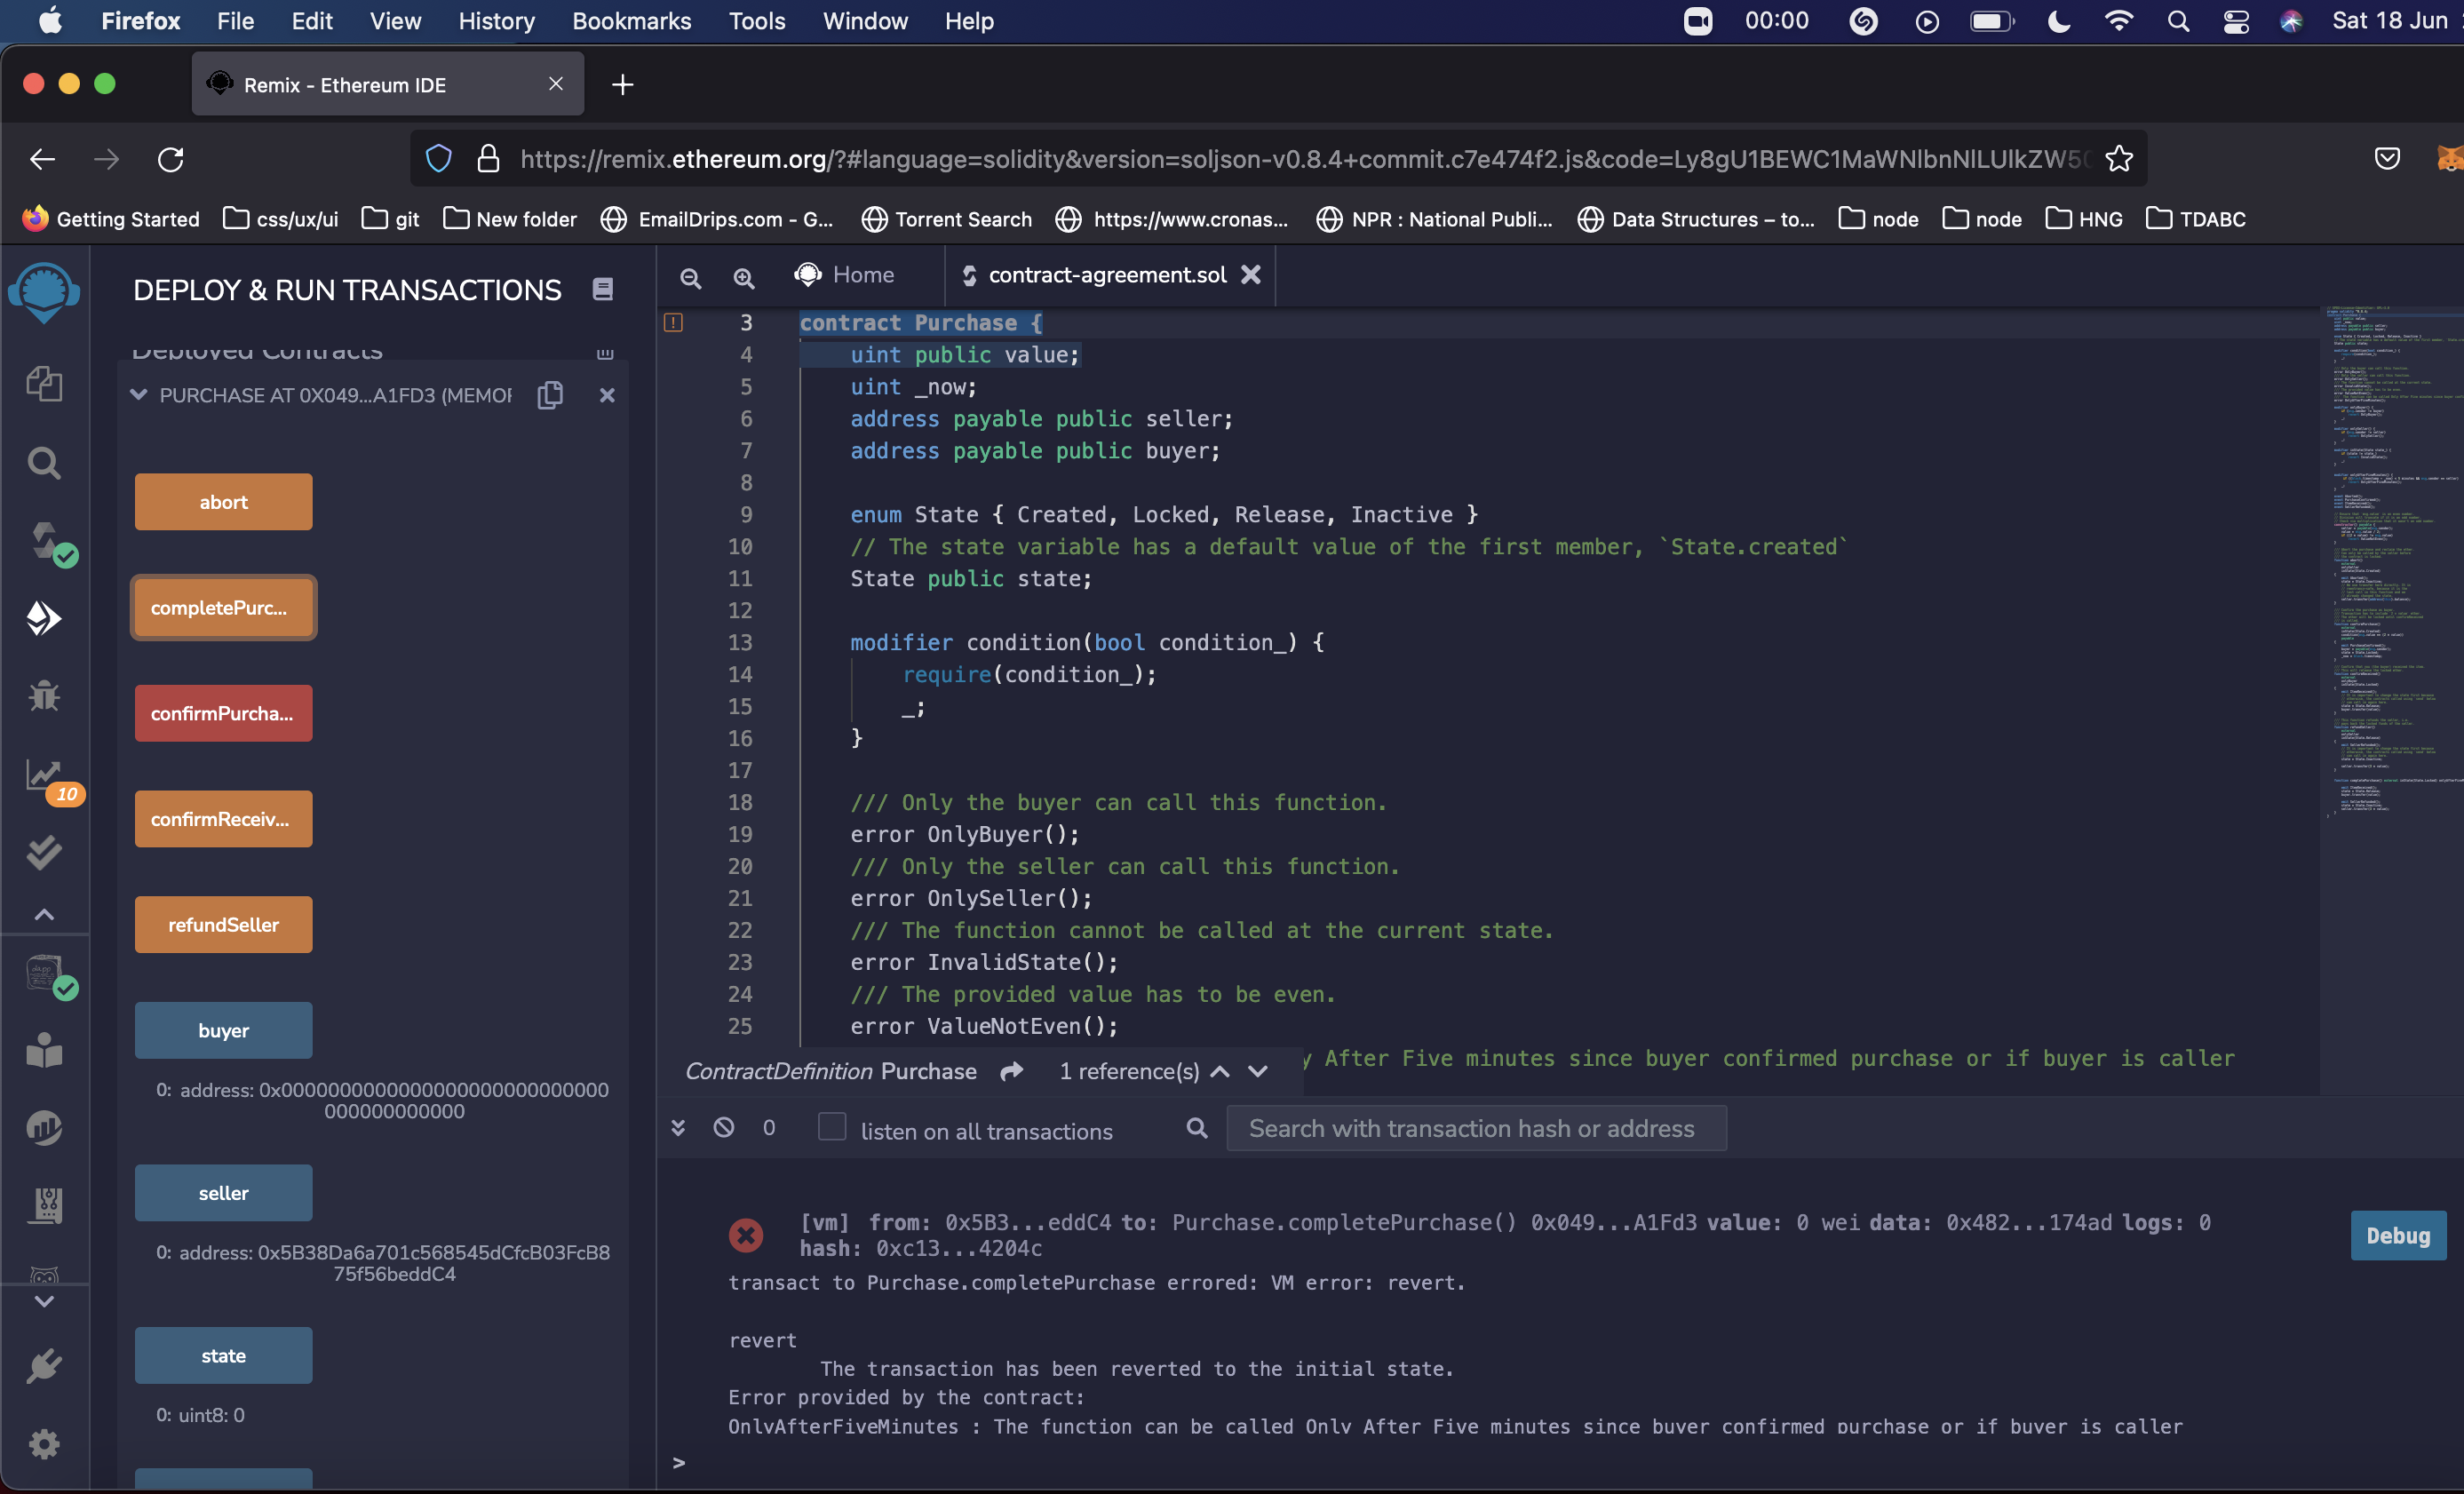 Firefox File Edit View History Bookmarks Tools Window Help 00:00 Sat 18 Jun
Remix - Ethereum IDE
https://remix.ethereum.org/?#language=solidity&version=soljson-v0.8.4+commit.c7e474f2.js&code=Ly8gU1BEWC1MaWNlbnNlLUlkZW50
Getting Started css/ux/ui git New folder EmailDrips.com - G... Torrent Search https://www.cronas... NPR : National Publi... Data Structures – to... node node HNG TDABC
DEPLOY & RUN TRANSACTIONS
Home contract-agreement.sol
Deployed Contracts
PURCHASE AT 0X049...A1FD3 (MEMOR
abort
completePurc...
confirmPurcha...
10
confirmReceiv...
refundSeller
buyer
0: address: 0x0000000000000000000000000000
000000000000
seller
0: address: 0x5B38Da6a701c568545dCfcB03FcB8
75f56beddC4
state
0: uint8: 0
3 contract Purchase {
4 uint public value;
5 uint _now;
6 address payable public seller;
7 address payable public buyer;
8
9 enum State { Created, Locked, Release, Inactive }
10 // The state variable has a default value of the first member, `State.created`
11 State public state;
12
13 modifier condition(bool condition_) {
14 require(condition_);
15 _;
16 }
17
18 /// Only the buyer can call this function.
19 error OnlyBuyer();
20 /// Only the seller can call this function.
21 error OnlySeller();
22 /// The function cannot be called at the current state.
23 error InvalidState();
24 /// The provided value has to be even.
25 error ValueNotEven();
y After Five minutes since buyer confirmed purchase or if buyer is caller
ContractDefinition Purchase 1 reference(s)
0 listen on all transactions Search with transaction hash or address
[vm] from: 0x5B3...eddC4 to: Purchase.completePurchase() 0x049...A1Fd3 value: 0 wei data: 0x482...174ad logs: 0
hash: 0xc13...4204c
Debug
transact to Purchase.completePurchase errored: VM error: revert.
revert
The transaction has been reverted to the initial state.
Error provided by the contract:
OnlyAfterFiveMinutes : The function can be called Only After Five minutes since buyer confirmed purchase or if buyer is caller
>